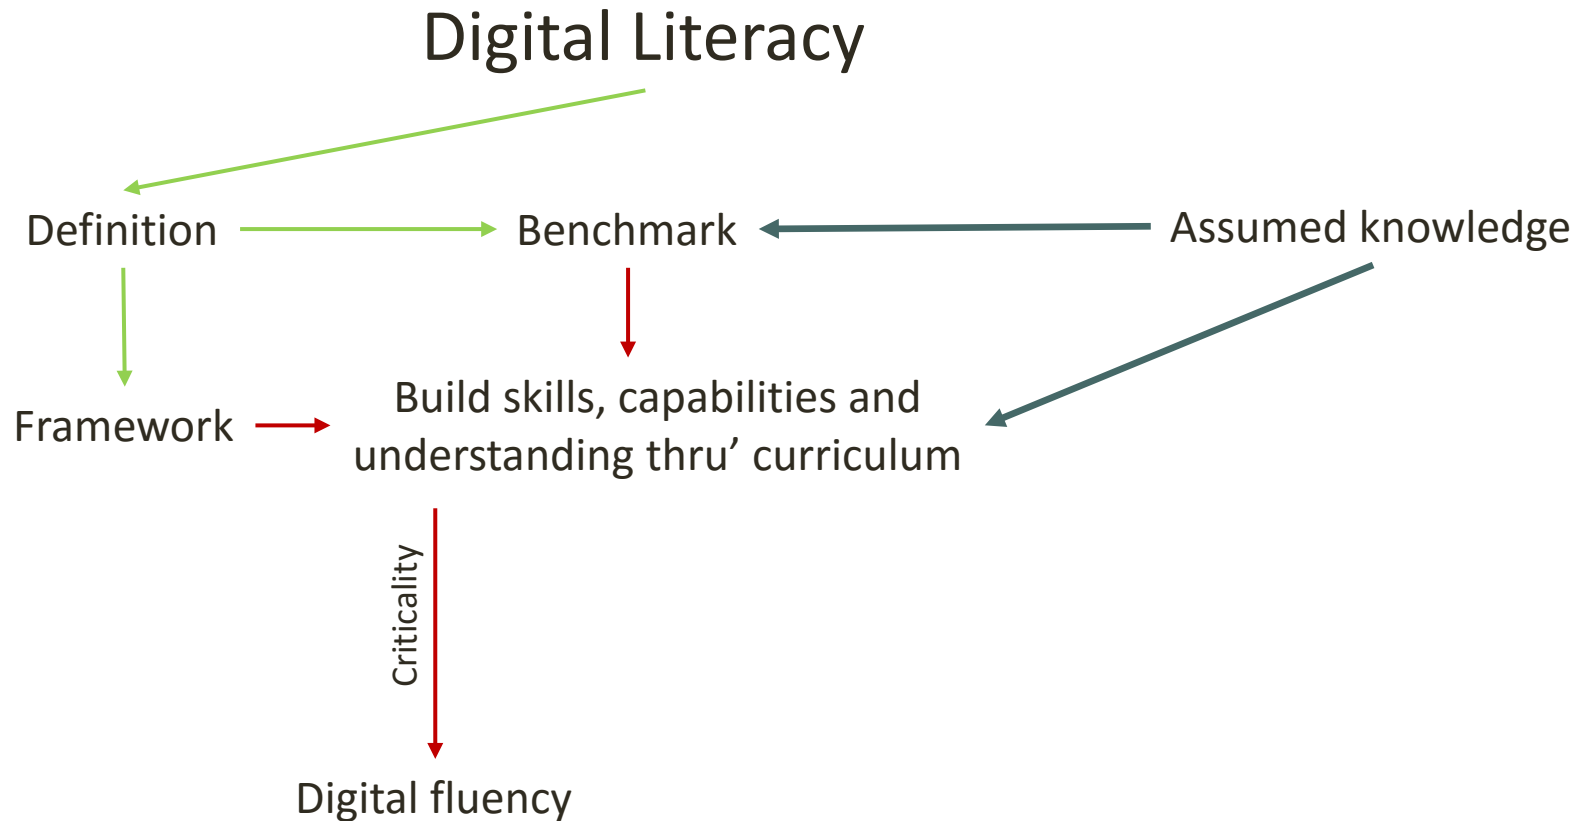 Digital Literacy
Definition
Benchmark
Assumed knowledge
Framework
Build skills, capabilities and
understanding thru’ curriculum
Criticality
Digital fluency